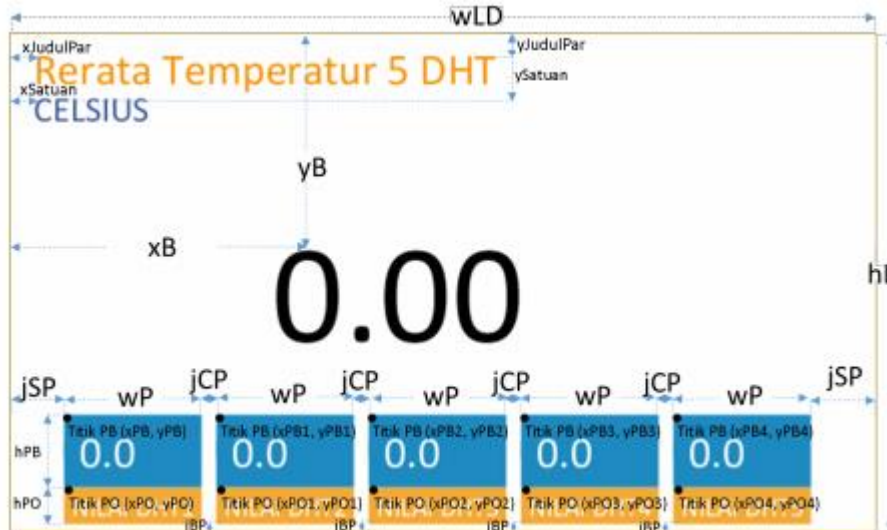 wLD
xJudulPar
yJudulPar
Rerata Temperatur 5 DHT
ySatuan
xSatuan
CELSIUS
yB
xB
0.00
jSP wP jCP wP jCP wP jCP wP jCP wP jSP
Titik PB (xPB, yPB) Titik PB (xPB1, yPB1) Titik PB (xPB2, yPB2) Titik PB (xPB3, yPB3) Titik PB (xPB4, yPB4)
hPB 0.0 0.0 0.0 0.0 0.0
hPO Titik PO (xPO, yPO) Titik PO (xPO1, yPO1) Titik PO (xPO2, yPO2) Titik PO (xPO3, yPO3) Titik PO (xPO4, yPO4)